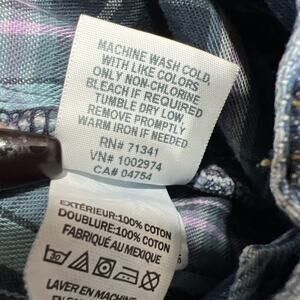 MACHINE WASH COLD,
WITH LIKE COLORS
ONLY NON-CHLORINE
BLEACH IF REQUIRED
TUMBLE DRY LOW
REMOVE PROMPTLY
WARM IRON IF NEEDED
RN# 71341
VN# 1002974
CA# 04754
EXTÉRIEUR:100% COTON
DOUBLURE:100% COTON
FABRIQUÉ AU MEXIQUE
30
LAVER EN MACHINE